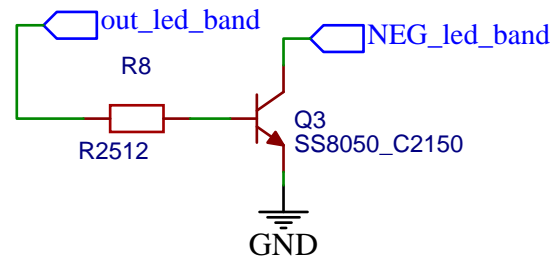 out_led_band
NEG_led_band
R8
R2512
Q3
SS8050_C2150
GND